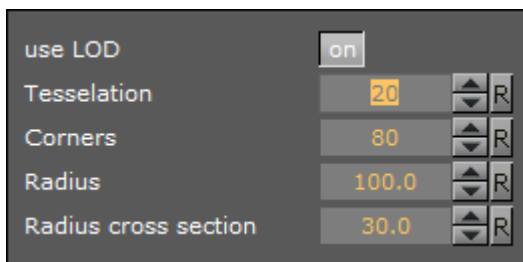 use LOD on
Tesselation 20 R
Corners 80 R
Radius 100.0 R
Radius cross section 30.0 R